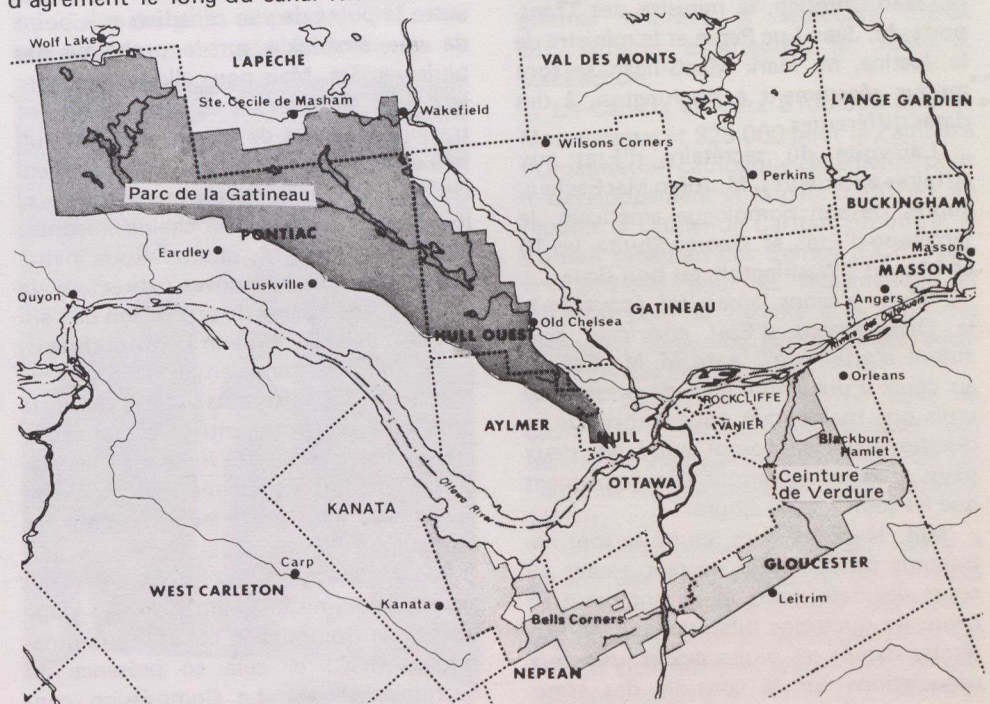 d'agrément le long du canal
Wolf Lake
LAPÊCHE
VAL DES MONTS
L'ANGE GARDIEN
Ste. Cecile de Masham
Wakefield
Wilsons Corners
Perkins
BUCKINGHAM
Parc de la Gatineau
PONTIAC
Eardley
Masson
MASSON
Luskville
Quyon
GATINEAU
Angers
Old Chelsea
HULL OUEST
Rivière des Outaouais
Orleans
ROCKCLIFFE
VANIER
AYLMER
HULL
Blackburn
Hamlet
OTTAWA
Ceinture
de Verdure
Ottawa River
KANATA
GLOUCESTER
Carp
WEST CARLETON
Kanata
Leitrim
Bells Corners
NEPEAN